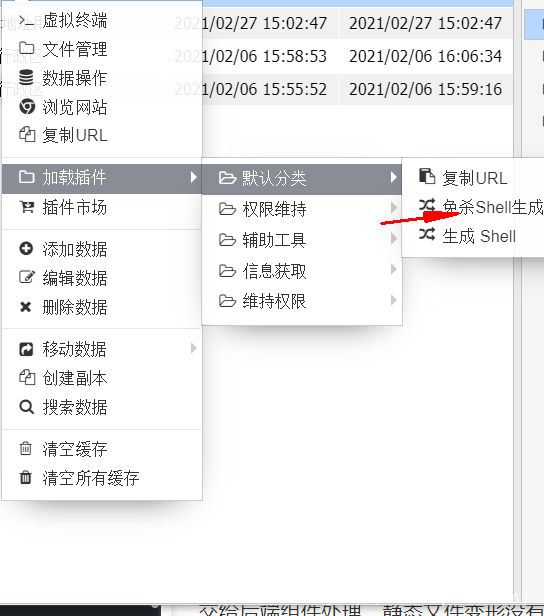 2021/02/27 15:02:47 2021/02/27 15:02:47
2021/02/06 15:58:53 2021/02/06 16:06:34
2021/02/06 15:55:52 2021/02/06 15:59:16
虚拟终端
文件管理
数据操作
浏览网站
复制URL
加载插件
插件市场
添加数据
编辑数据
删除数据
移动数据
创建副本
搜索数据
清空缓存
清空所有缓存
默认分类
权限维持
辅助工具
信息获取
维持权限
复制URL
免杀Shell生成
生成 Shell
交给后端组件处理，静态文件变形没有